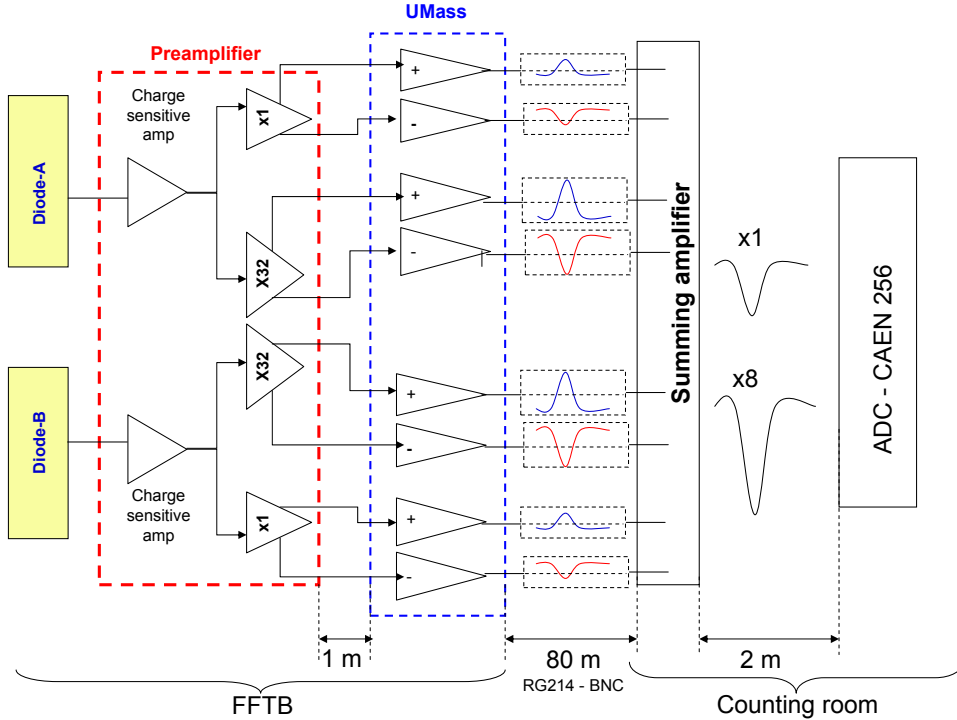 UMass
Preamplifier
Charge
sensitive
amp
x1
+
-
Diode-A
+
X32
-
Summing amplifier
x1
ADC - CAEN 256
X32
x8
Diode-B
+
-
Charge
sensitive
amp
x1
+
-
1 m
80 m
2 m
RG214 - BNC
FFTB
Counting room